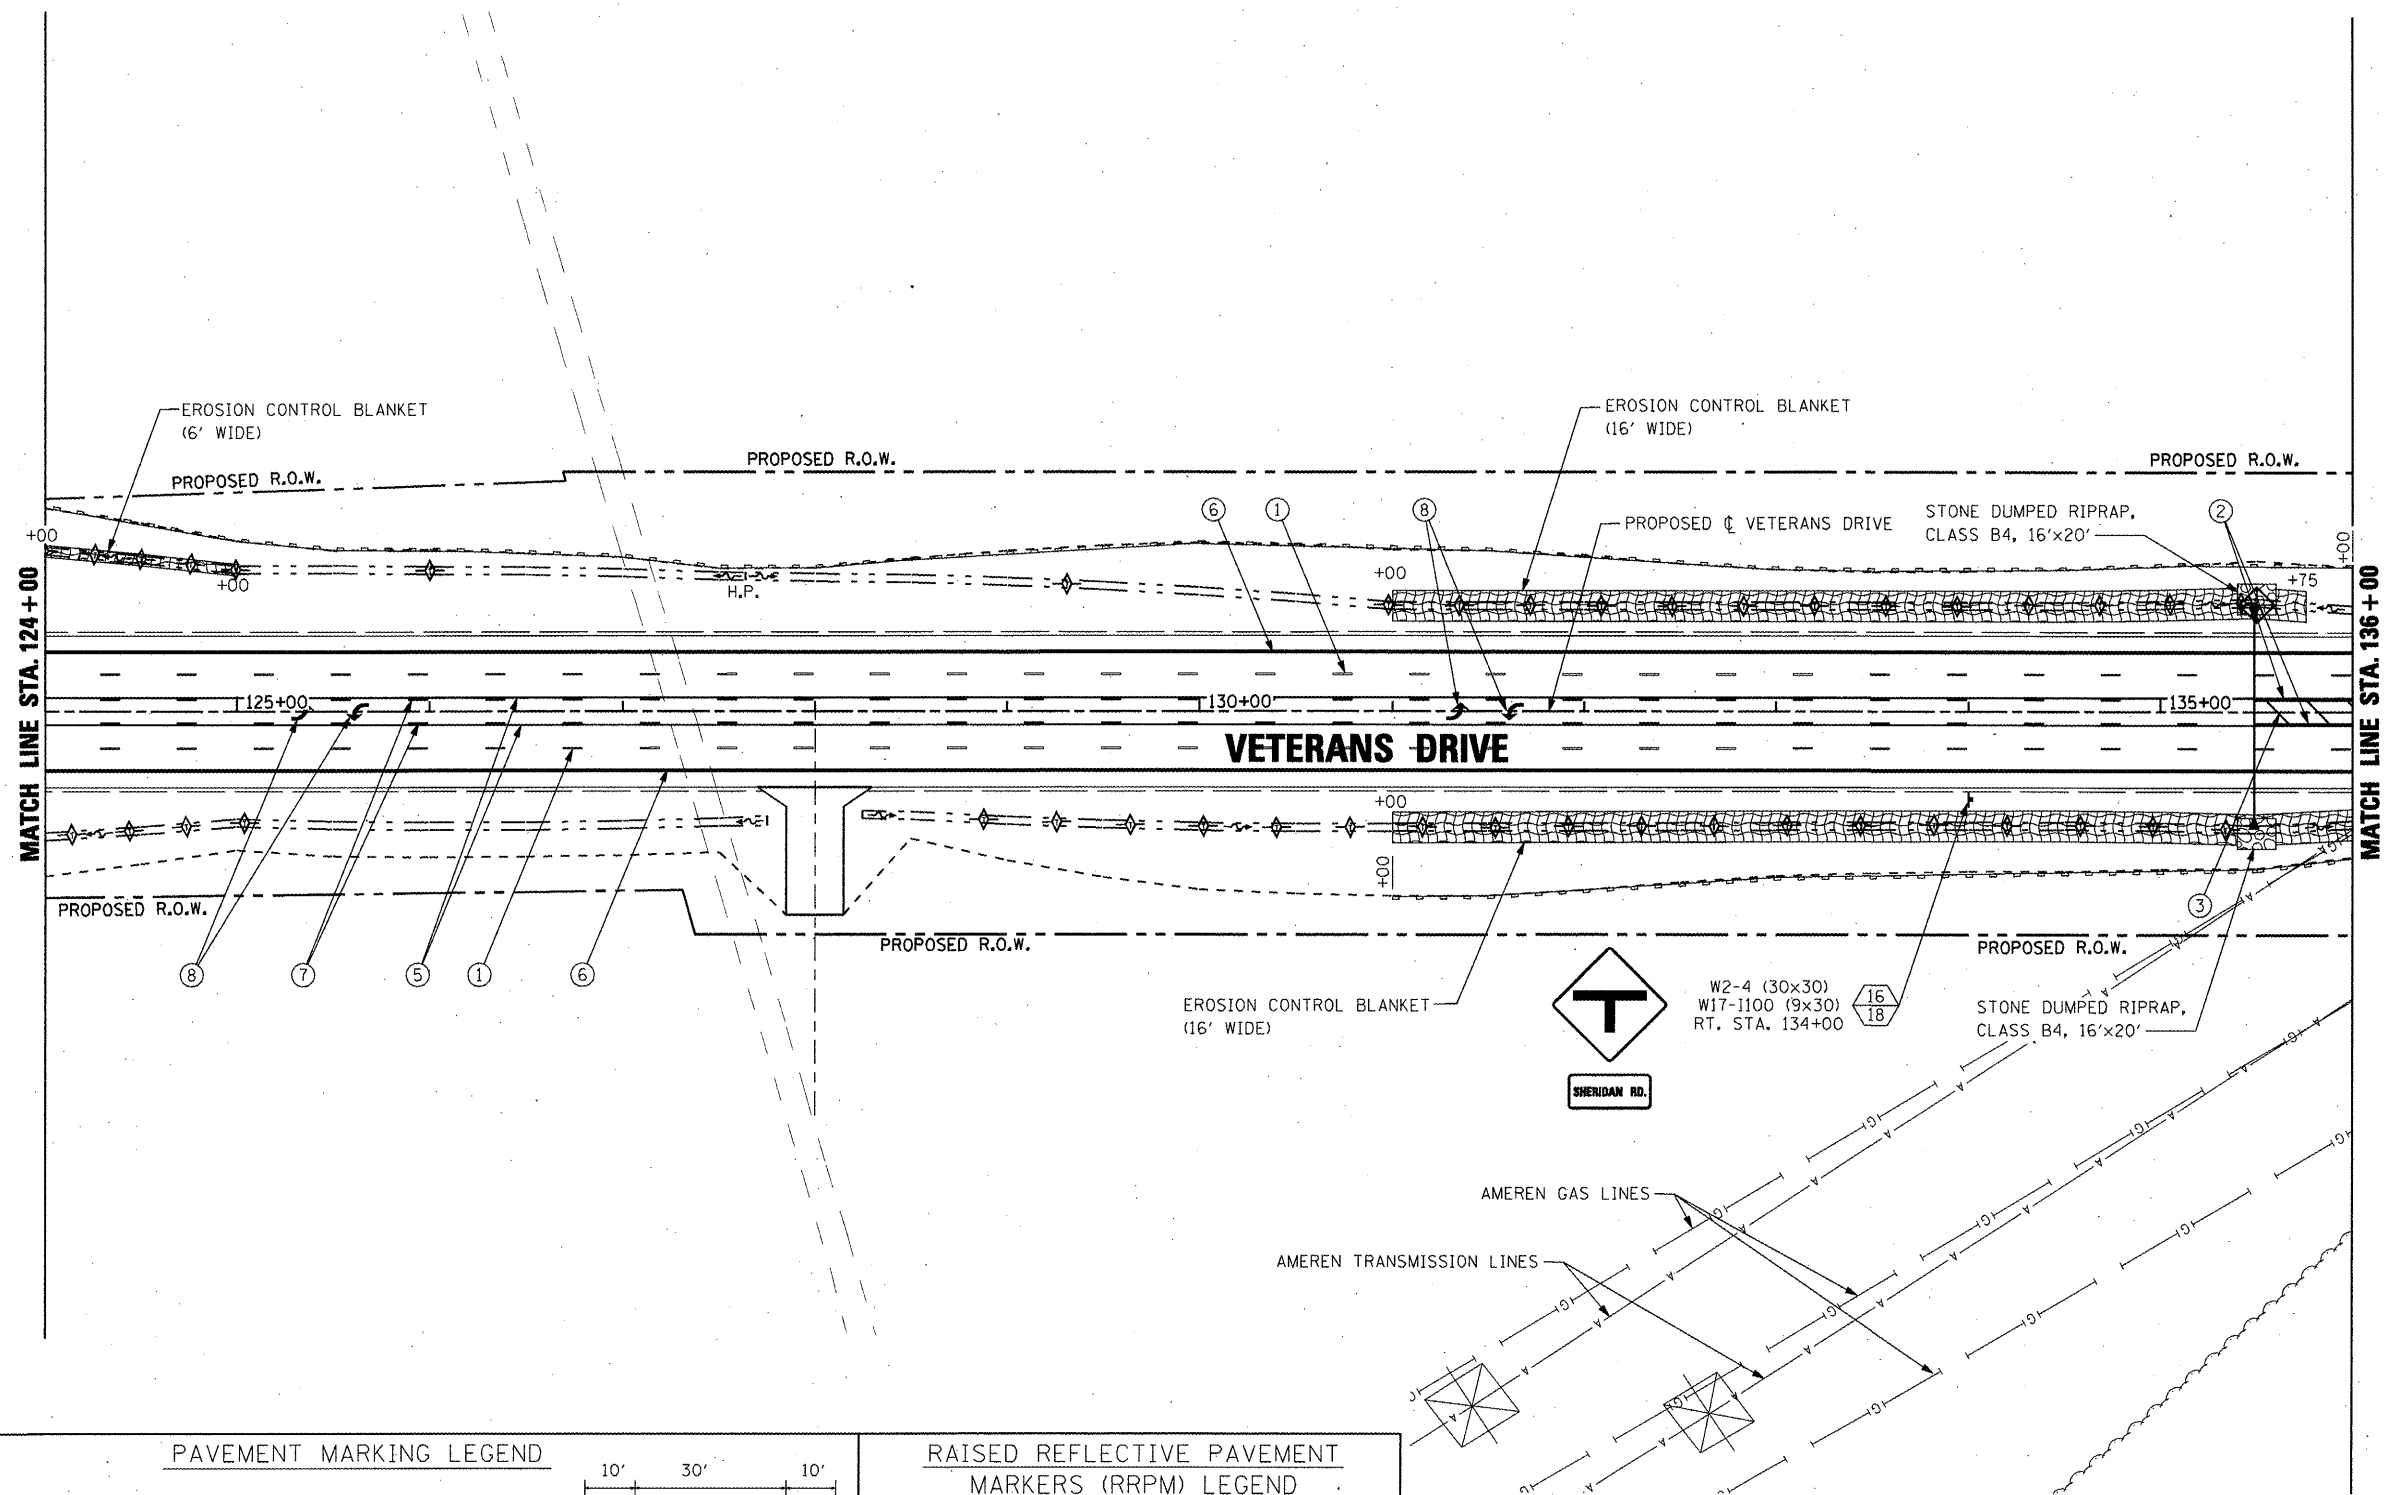 EROSION CONTROL BLANKET
(6' WIDE)
EROSION CONTROL BLANKET
(16' WIDE)
PROPOSED R.O.W.
PROPOSED R.O.W.
PROPOSED R.O.W.
6
1
8
PROPOSED ℄ VETERANS DRIVE
STONE DUMPED RIPRAP,
CLASS B4, 16'x20'
2
+00
+00
H.P.
+00
+75
+00
MATCH LINE STA. 124+00
MATCH LINE STA. 136+00
125+00
130+00
135+00
VETERANS DRIVE
+00
+00
PROPOSED R.O.W.
PROPOSED R.O.W.
PROPOSED R.O.W.
3
8
7
5
1
6
EROSION CONTROL BLANKET
(16' WIDE)
W2-4 (30x30)
W17-I100 (9x30)
RT. STA. 134+00
16
18
STONE DUMPED RIPRAP,
CLASS B4, 16'x20'
SHERIDAN RD.
AMEREN GAS LINES
AMEREN TRANSMISSION LINES
PAVEMENT MARKING LEGEND
10' 30' 10'
RAISED REFLECTIVE PAVEMENT
MARKERS (RRPM) LEGEND